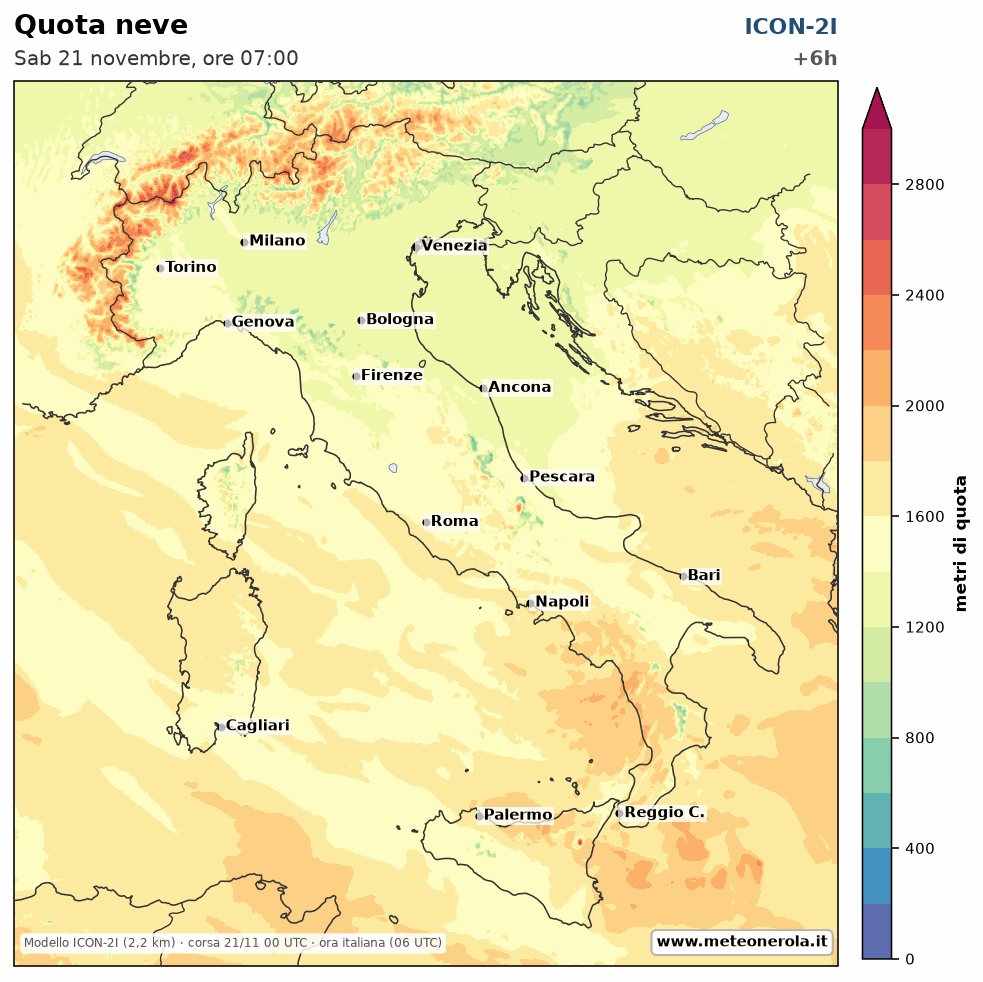 Quota neve
ICON-2I
Sab 21 novembre, ore 07:00
+6h
Milano
Venezia
Torino
Genova
Bologna
Firenze
Ancona
Pescara
Roma
Bari
Napoli
Cagliari
Palermo
Reggio C.
2800
2400
2000
1600
1200
800
400
0
metri di quota
Modello ICON-2I (2,2 km) · corsa 21/11 00 UTC · ora italiana (06 UTC)
www.meteonerola.it